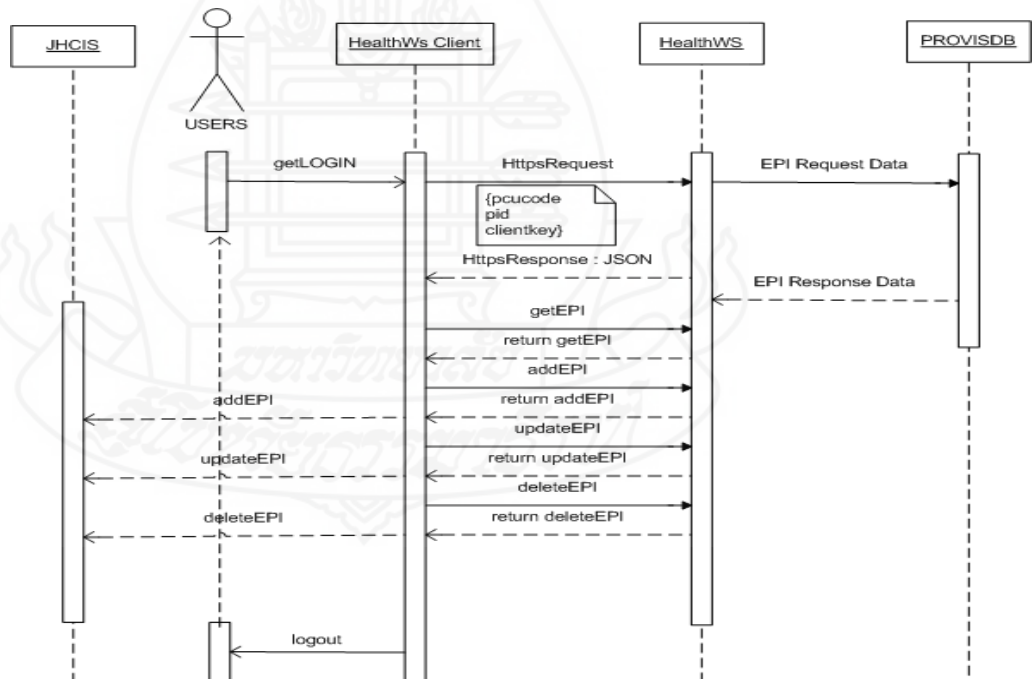 JHCIS
HealthWs Client
HealthWS
PROVISDB
USERS
getLOGIN
HttpsRequest
EPI Request Data
{pcucode
pid
clientkey}
HttpsResponse : JSON
EPI Response Data
getEPI
return getEPI
addEPI
addEPI
return addEPI
updateEPI
updateEPI
return updateEPI
deleteEPI
deleteEPI
return deleteEPI
logout